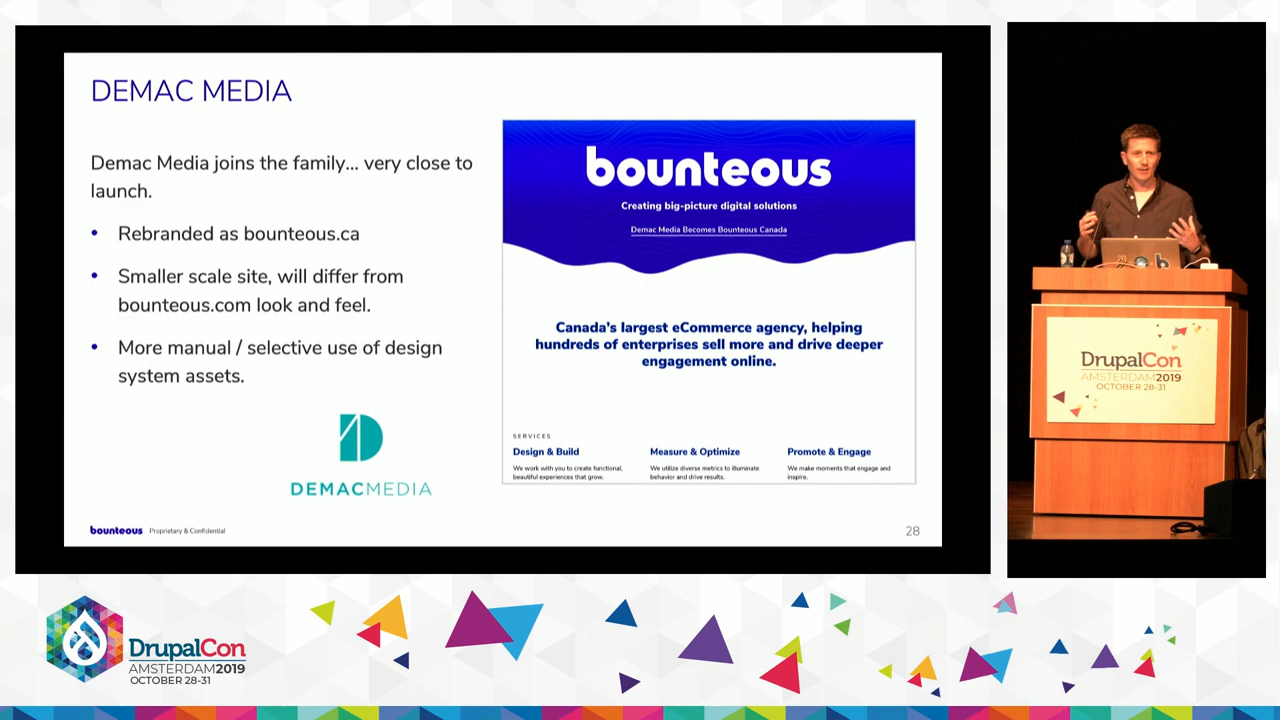 DEMAC MEDIA
Demac Media joins the family... very close to
launch.
• Rebranded as bounteous.ca
• Smaller scale site, will differ from
bounteous.com look and feel.
• More manual / selective use of design
system assets.
DEMACMEDIA
bounteous Proprietary & Confidential
28
bounteous
Creating big-picture digital solutions
Demac Media Becomes Bounteous Canada
Canada's largest eCommerce agency, helping
hundreds of enterprises sell more and drive deeper
engagement online.
SERVICES
Design & Build
We work with you to create functional,
beautiful experiences that grow.
Measure & Optimize
We utilize diverse metrics to illuminate
behavior and drive results.
Promote & Engage
We make moments that engage and
inspire.
DrupalCon
AMSTERDAM2019
OCTOBER 28-31
DrupalCon
AMSTERDAM2019
OCTOBER 28-31